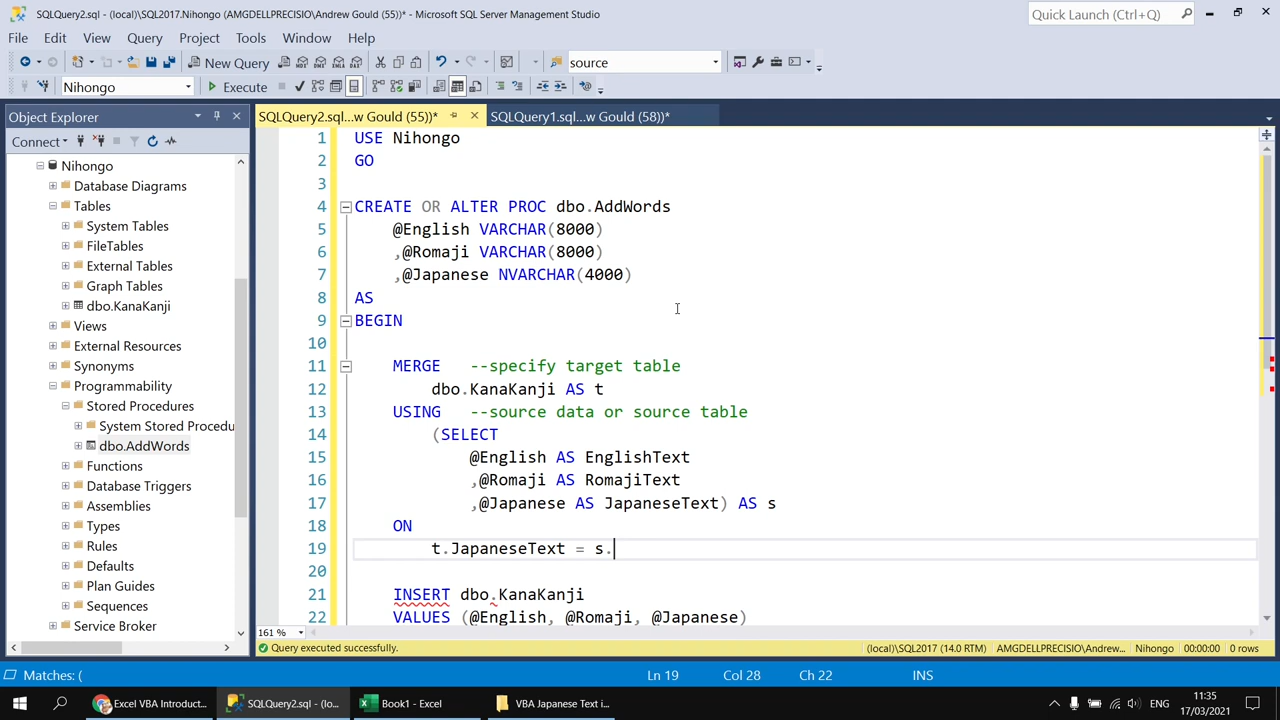 SQLQuery2.sql - (local)\SQL2017.Nihongo (AMGDELLPRECISIO\Andrew Gould (55))* - Microsoft SQL Server Management Studio
Quick Launch (Ctrl+Q)
File Edit View Query Project Tools Window Help
New Query
source
Nihongo
Execute
Object Explorer
SQLQuery2.sql...w Gould (55))*
SQLQuery1.sql...w Gould (58))*
Connect
Nihongo
Database Diagrams
Tables
System Tables
FileTables
External Tables
Graph Tables
dbo.KanaKanji
Views
External Resources
Synonyms
Programmability
Stored Procedures
System Stored Procedu
dbo.AddWords
Functions
Database Triggers
Assemblies
Types
Rules
Defaults
Plan Guides
Sequences
Service Broker
1 USE Nihongo
2 GO
3
4 CREATE OR ALTER PROC dbo.AddWords
5 @English VARCHAR(8000)
6 ,@Romaji VARCHAR(8000)
7 ,@Japanese NVARCHAR(4000)
8 AS
9 BEGIN
10
11 MERGE --specify target table
12 dbo.KanaKanji AS t
13 USING --source data or source table
14 (SELECT
15 @English AS EnglishText
16 ,@Romaji AS RomajiText
17 ,@Japanese AS JapaneseText) AS s
18 ON
19 t.JapaneseText = s.
20
21 INSERT dbo.KanaKanji
22 VALUES (@English, @Romaji, @Japanese)
161 %
Query executed successfully.
(local)\SQL2017 (14.0 RTM)
AMGDELLPRECISIO\Andrew...
Nihongo
00:00:00
0 rows
Matches: (
Ln 19
Col 28
Ch 22
INS
Excel VBA Introduct...
SQLQuery2.sql - (lo...
Book1 - Excel
VBA Japanese Text i...
ENG
11:35
17/03/2021